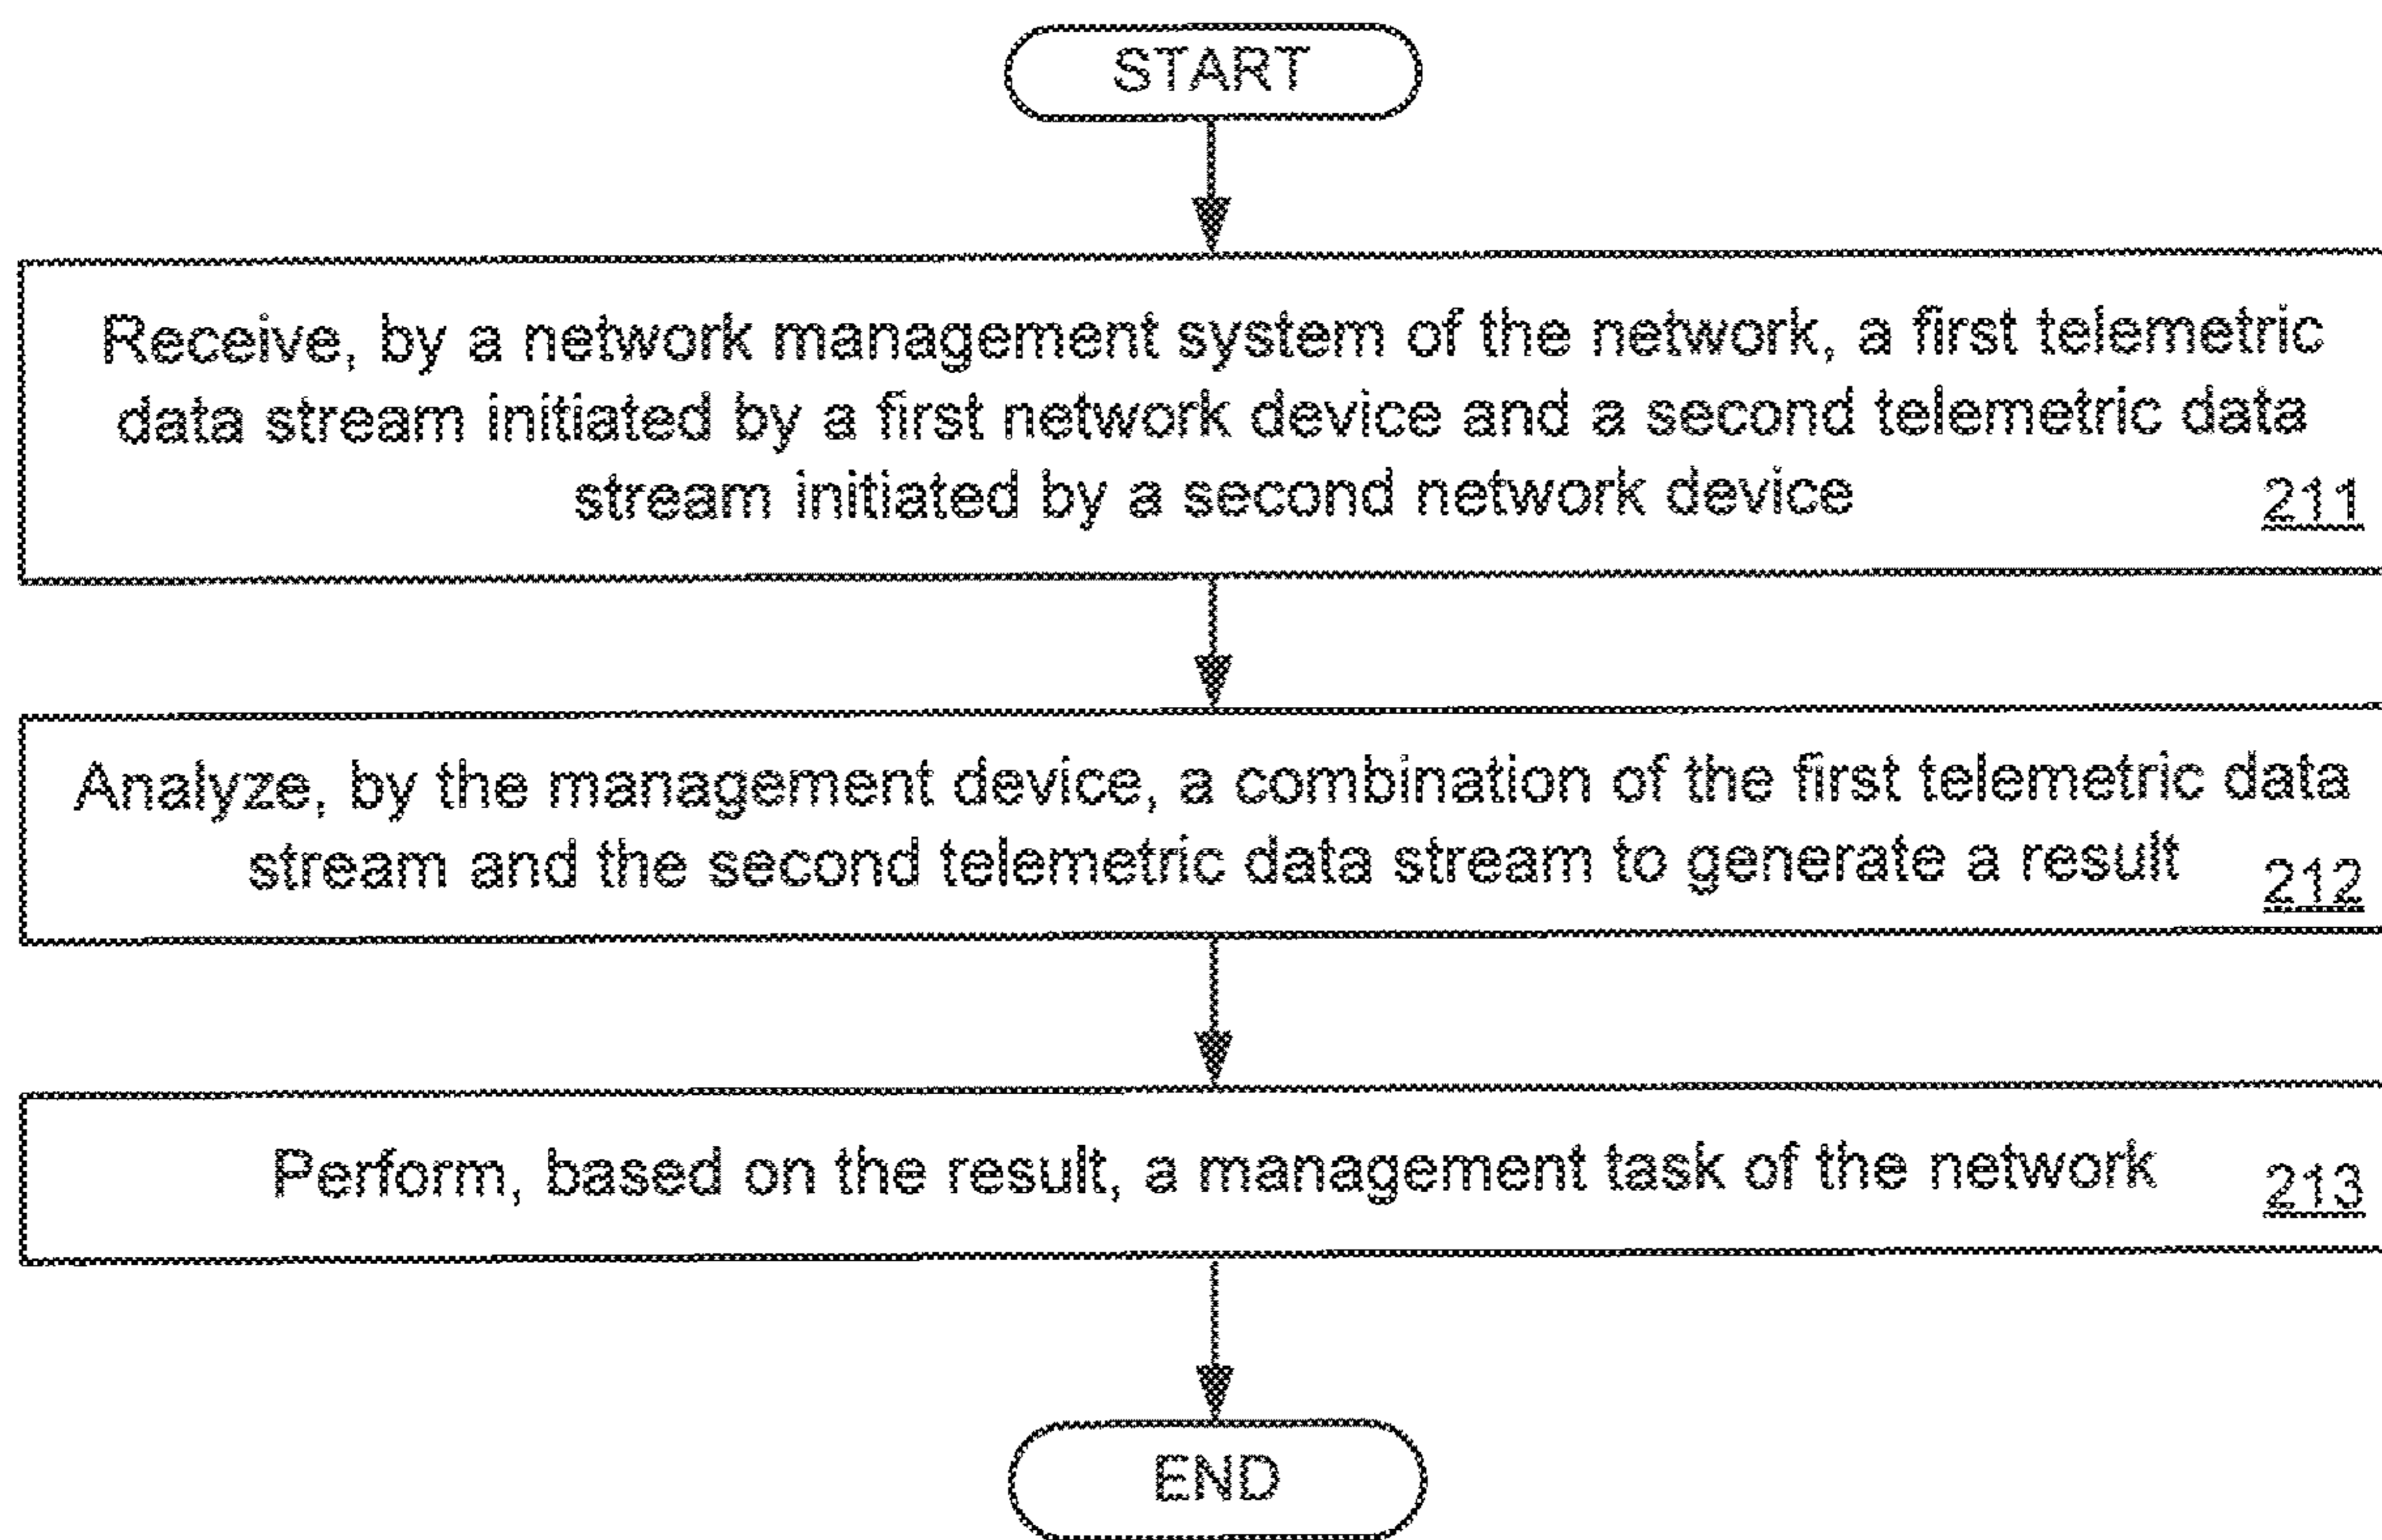 START
Receive, by a network management system of the network, a first telemetric
data stream initiated by a first network device and a second telemetric data
stream initiated by a second network device
211
Analyze, by the management device, a combination of the first telemetric data
stream and the second telemetric data stream to generate a result
212
Perform, based on the result, a management task of the network
213
END